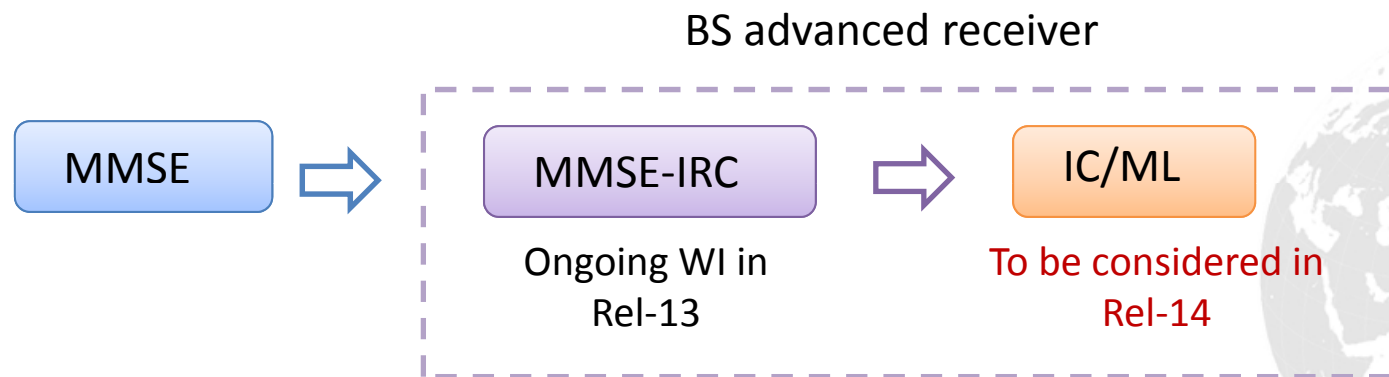 BS advanced receiver
MMSE
MMSE-IRC
IC/ML
Ongoing WI in
Rel-13
To be considered in
Rel-14